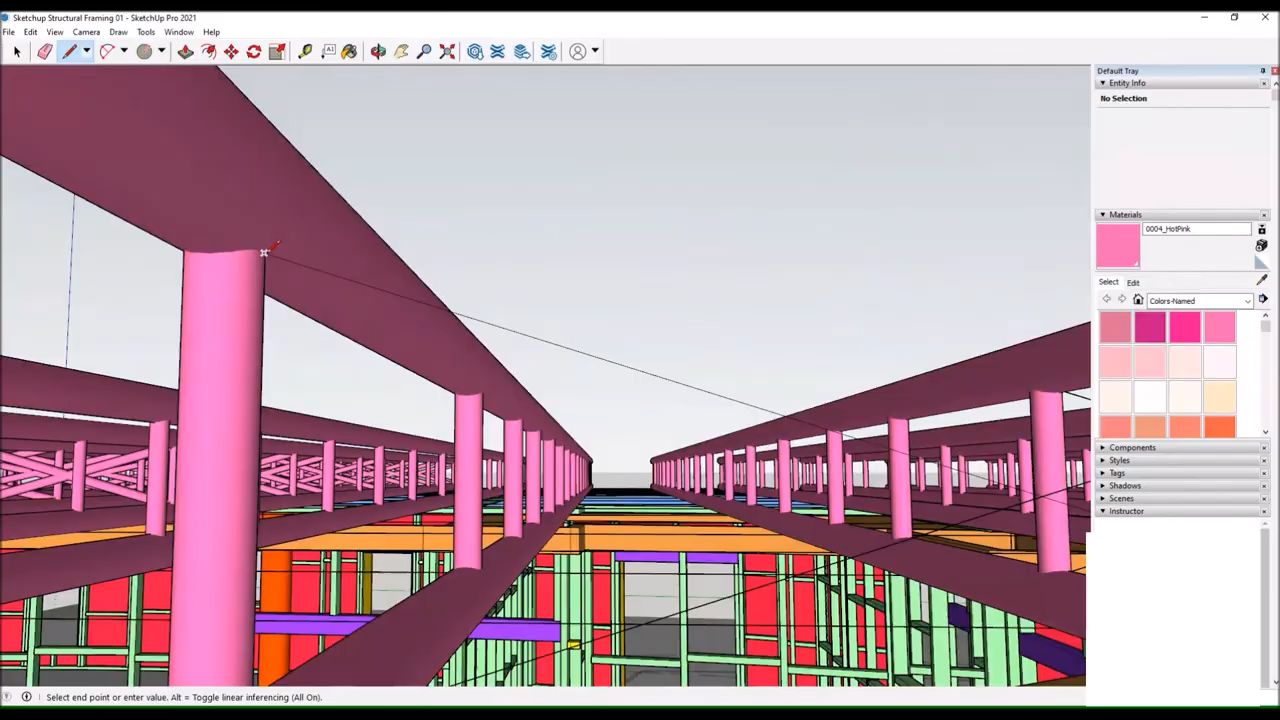 Sketchup Structural Framing 01 - SketchUp Pro 2021
File Edit View Camera Draw Tools Window Help
A1
Default Tray
Entity Info
No Selection
Materials
0004_HotPink
Select Edit
Colors-Named
Components
Styles
Tags
Shadows
Scenes
Instructor
Select end point or enter value. Alt = Toggle linear inferencing (All On).